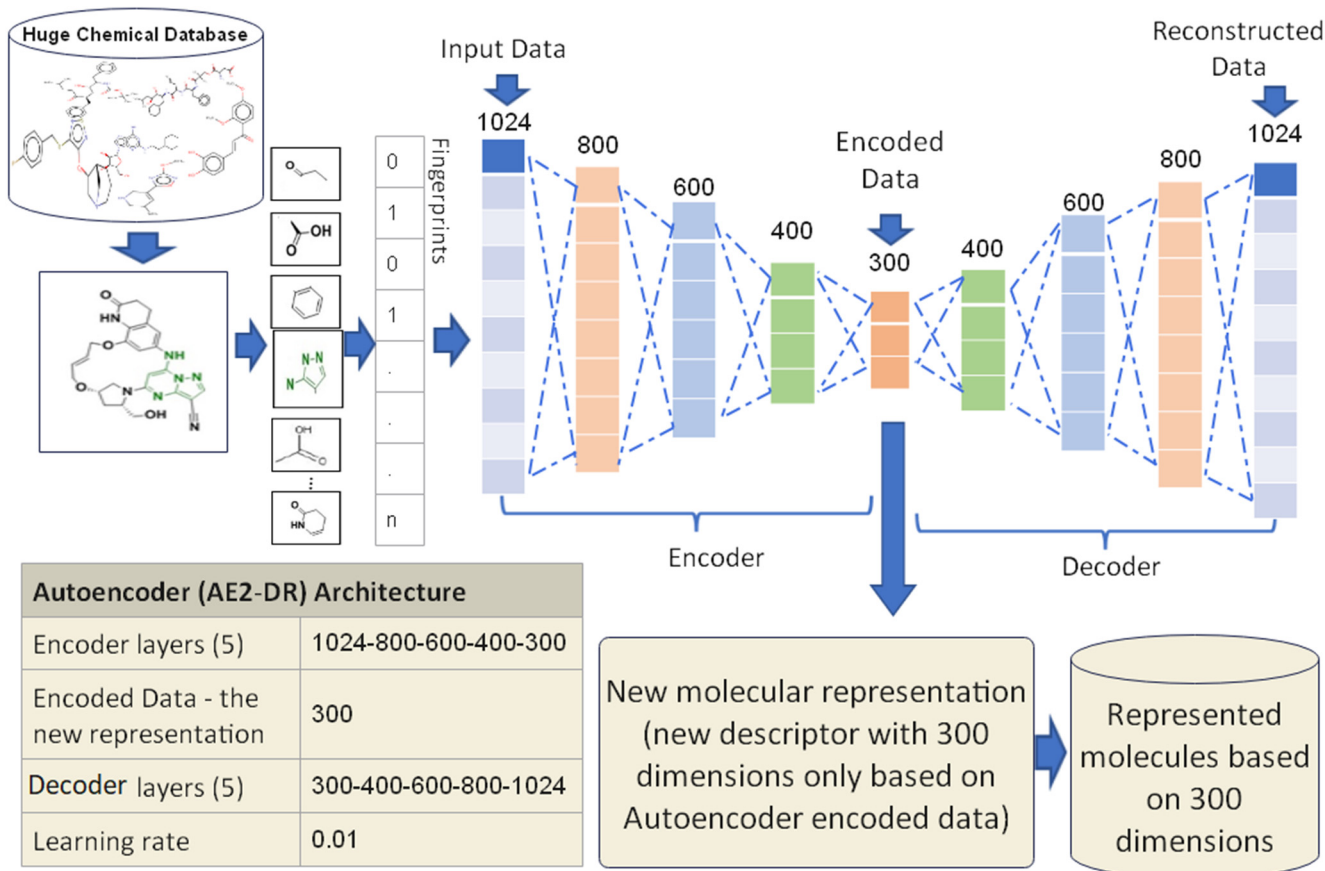 Huge Chemical Database
Input Data
1024
800
600
400
Encoded
Data
300
400
600
800
Reconstructed
Data
1024
Fingerprints
0
1
0
1
.
.
.
n
OH
O
O
N-N
N
OH
O
...
O
HN
O
HN
O
NH
O
N
N
N
N
OH
N
Encoder
Decoder
Autoencoder (AE2-DR) Architecture
Encoder layers (5)
1024-800-600-400-300
Encoded Data - the
new representation
300
Decoder layers (5)
300-400-600-800-1024
Learning rate
0.01
New molecular representation
(new descriptor with 300
dimensions only based on
Autoencoder encoded data)
Represented
molecules based
on 300
dimensions